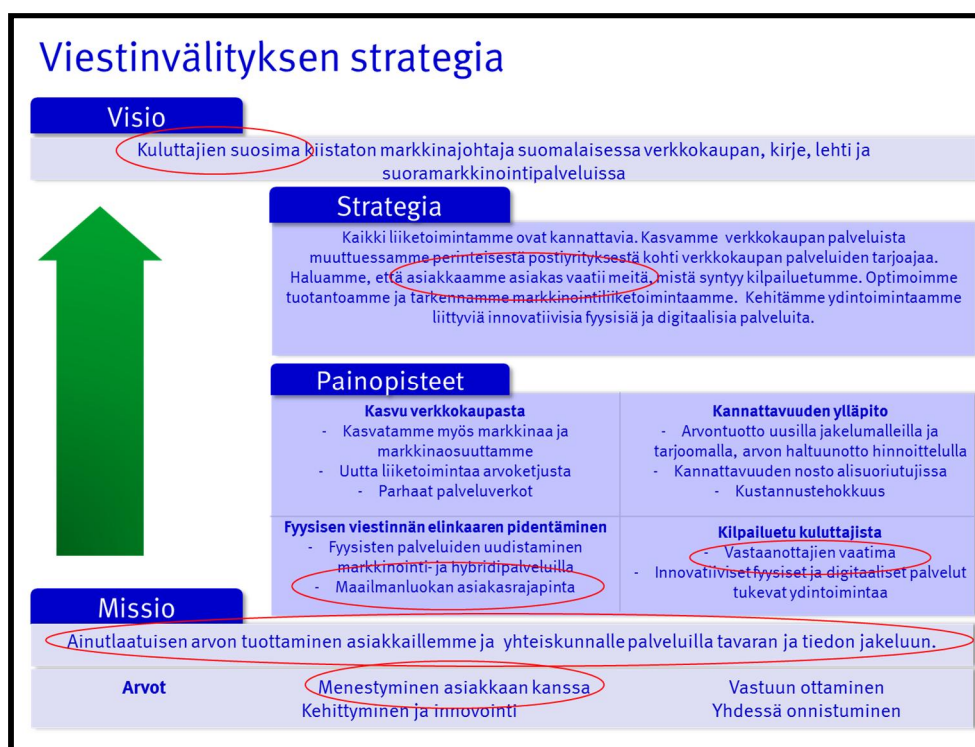 Viestinvälityksen strategia
Visio
Kuluttajien suosima kiistaton markkinajohtaja suomalaisessa verkkokaupan, kirje, lehti ja
suoramarkkinointipalveluissa
Strategia
Kaikki liiketoimintamme ovat kannattavia. Kasvamme verkkokaupan palveluista
muuttuessamme perinteisestä postiyrityksestä kohti verkkokaupan palveluiden tarjoajaa.
Haluamme, että asiakkaamme asiakas vaatii meitä, mistä syntyy kilpailuetumme. Optimoimme
tuotantoamme ja tarkennamme markkinointiliiketoimintaamme. Kehitämme ydintoimintaamme
liittyviä innovatiivisia fyysisiä ja digitaalisia palveluita.
Painopisteet
Kasvu verkkokaupasta
- Kasvatamme myös markkinaa ja
markkinaosuuttamme
- Uutta liiketoimintaa arvoketjusta
- Parhaat palveluverkot
Kannattavuuden ylläpito
- Arvontuotto uusilla jakelumalleilla ja
tarjoomalla, arvon haltuunotto hinnoittelulla
- Kannattavuuden nosto alisuoriutujissa
- Kustannustehokkuus
Fyysisen viestinnän elinkaaren pidentäminen
- Fyysisten palveluiden uudistaminen
markkinointi- ja hybridipalveluilla
- Maailmanluokan asiakasrajapinta
Kilpailuetu kuluttajista
- Vastaanottajien vaatima
- Innovatiiviset fyysiset ja digitaaliset palvelut
tukevat ydintoimintaa
Missio
Ainutlaatuisen arvon tuottaminen asiakkaillemme ja yhteiskunnalle palveluilla tavaran ja tiedon jakeluun.
Arvot
Menestyminen asiakkaan kanssa
Vastuun ottaminen
Kehittyminen ja innovointi
Yhdessä onnistuminen